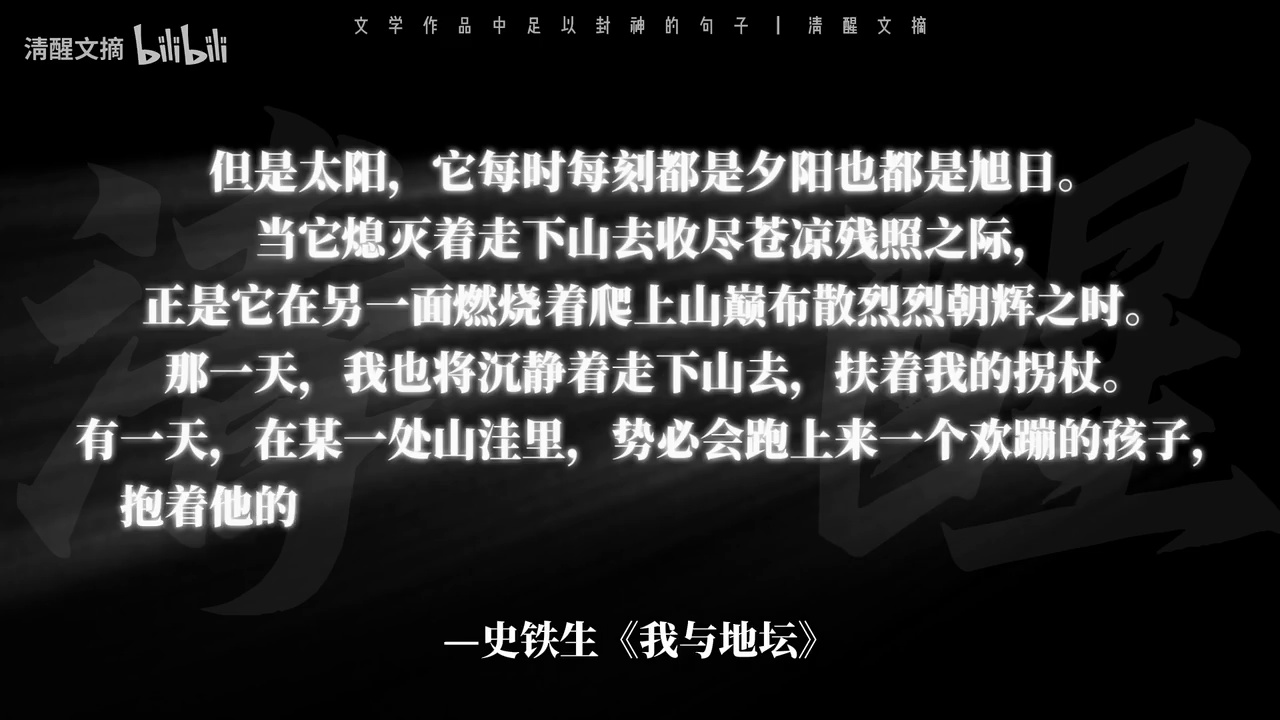 文学作品中足以封神的句子 | 清醒文摘
清醒文摘 bilibili
清醒
但是太阳，它每时每刻都是夕阳也都是旭日。
当它熄灭着走下山去收尽苍凉残照之际，
正是它在另一面燃烧着爬上山巅布散烈烈朝辉之时。
那一天，我也将沉静着走下山去，扶着我的拐杖。
有一天，在某一处山洼里，势必会跑上来一个欢蹦的孩子，
抱着他的
—史铁生《我与地坛》